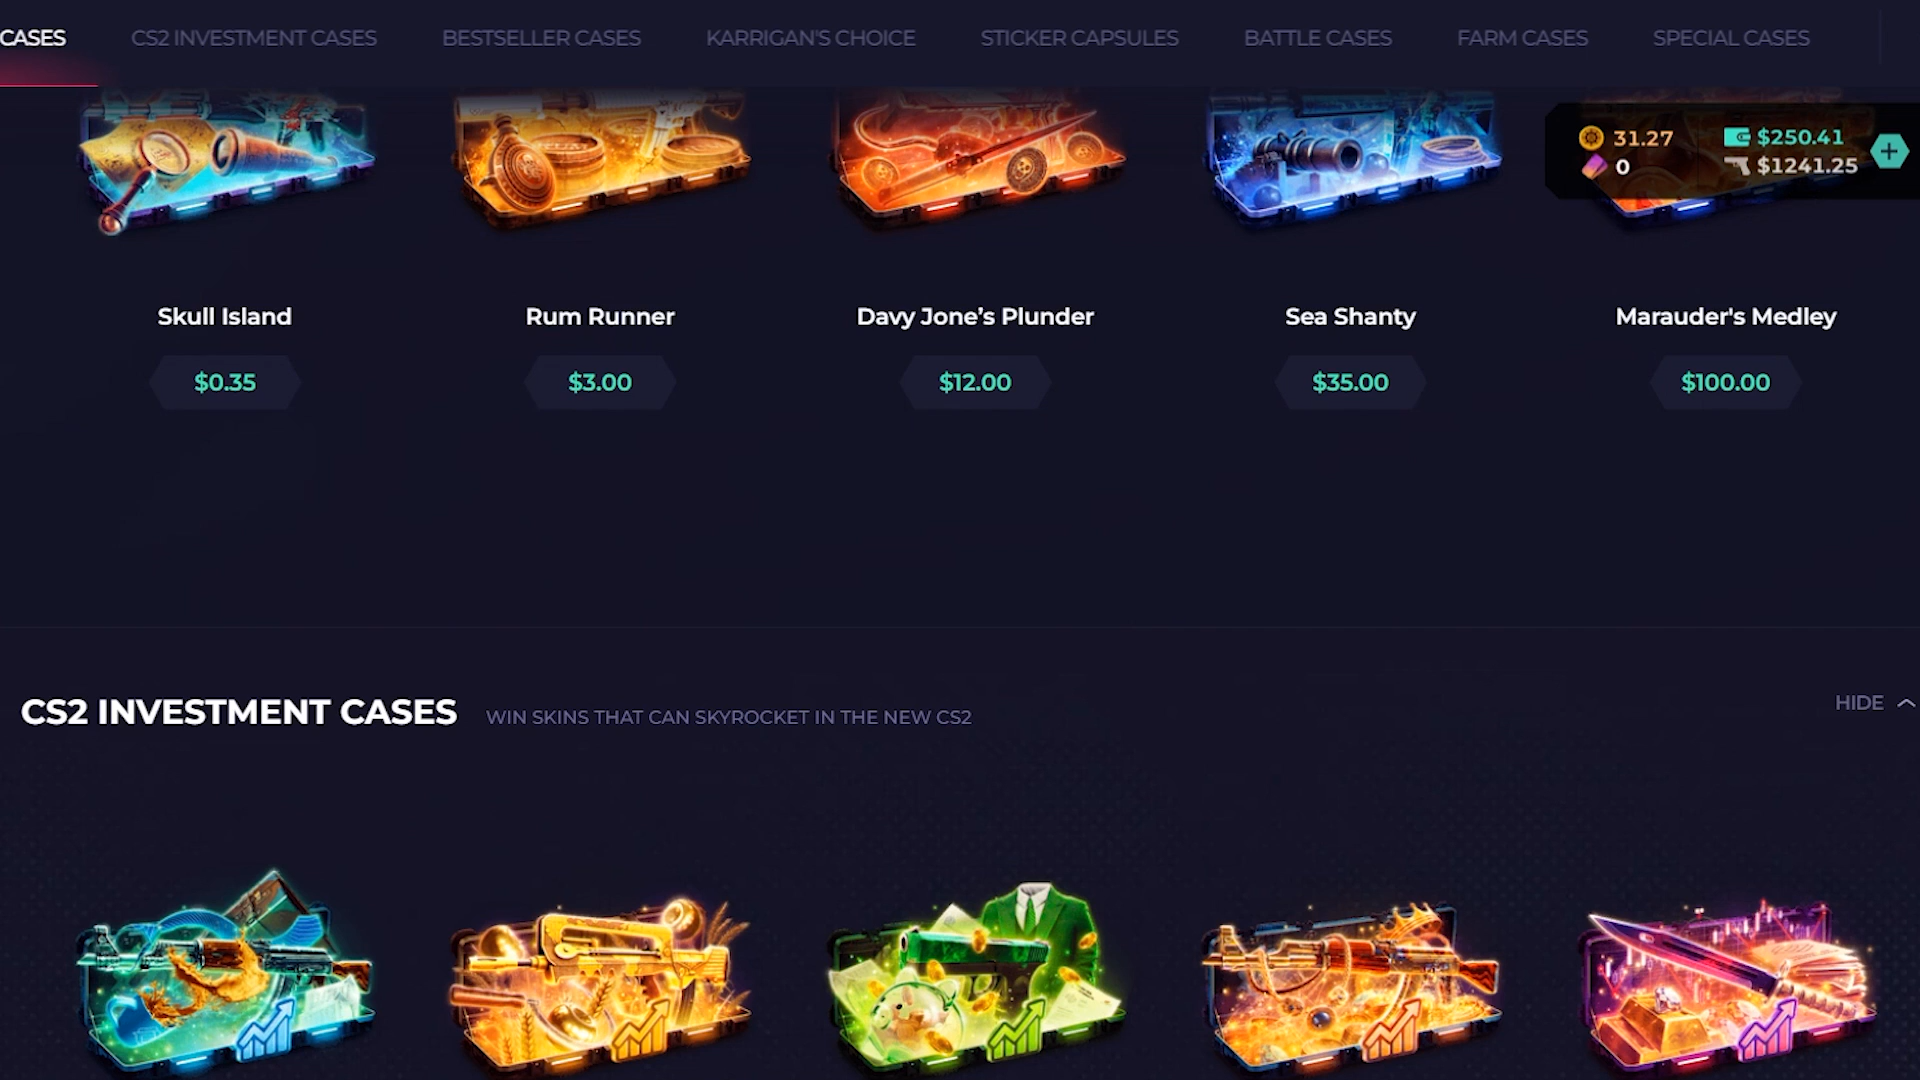 CASES
CS2 INVESTMENT CASES
BESTSELLER CASES
KARRIGAN'S CHOICE
STICKER CAPSULES
BATTLE CASES
FARM CASES
SPECIAL CASES
31.27
$250.41
0
$1241.25
Skull Island
Rum Runner
Davy Jone’s Plunder
Sea Shanty
Marauder's Medley
$0.35
$3.00
$12.00
$35.00
$100.00
CS2 INVESTMENT CASES
WIN SKINS THAT CAN SKYROCKET IN THE NEW CS2
HIDE